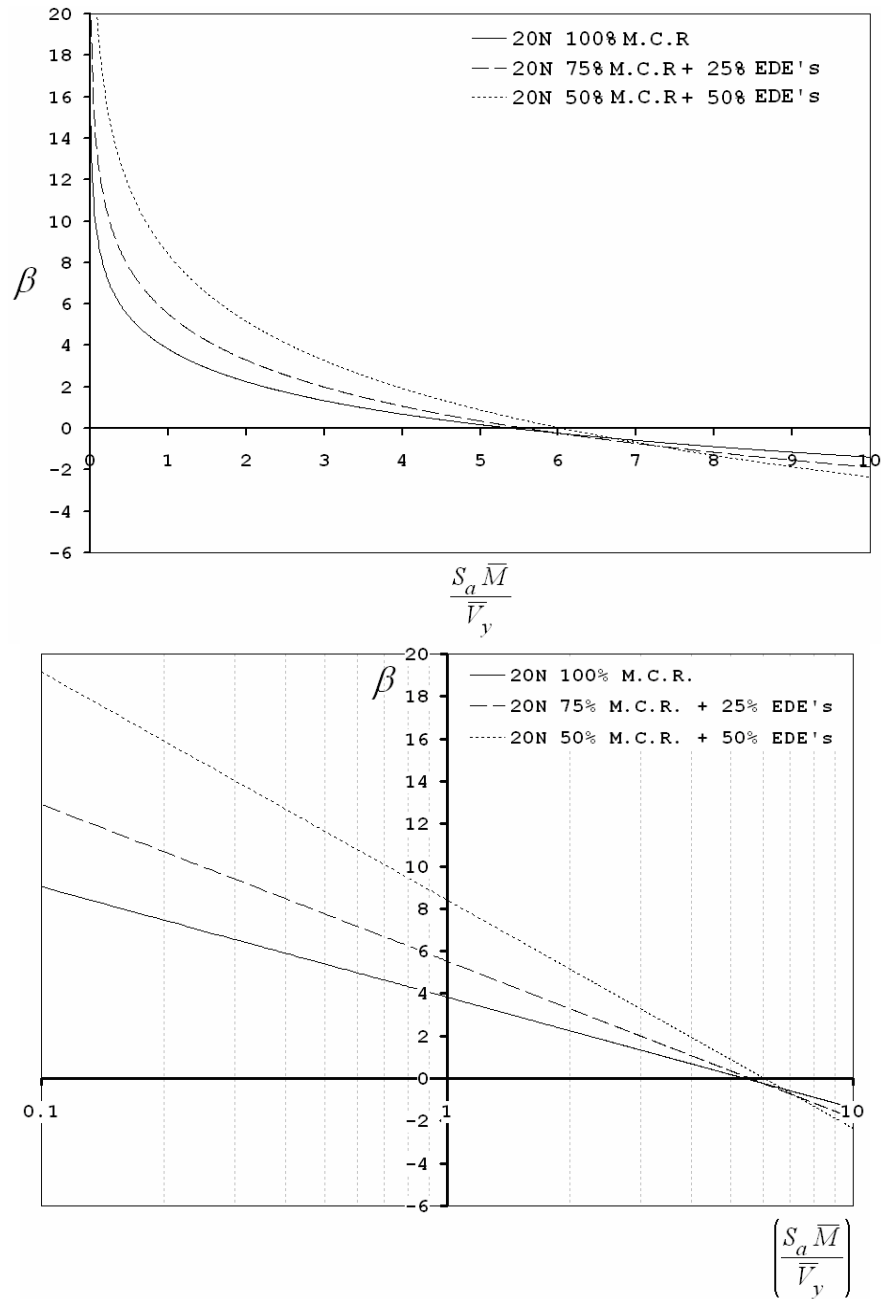 20
18
16
14
12
10
8
6
4
2
0
-2
-4
-6
β
20N 100% M.C.R
20N 75% M.C.R + 25% EDE's
20N 50% M.C.R + 50% EDE's
0 1 2 3 4 5 6 7 8 9 10
S_a M̅
V̅_y
20
18
16
14
12
10
8
6
4
2
0
-2
-4
-6
β
20N 100% M.C.R.
20N 75% M.C.R. + 25% EDE's
20N 50% M.C.R. + 50% EDE's
0.1 1 10
(S_a M̅
V̅_y)